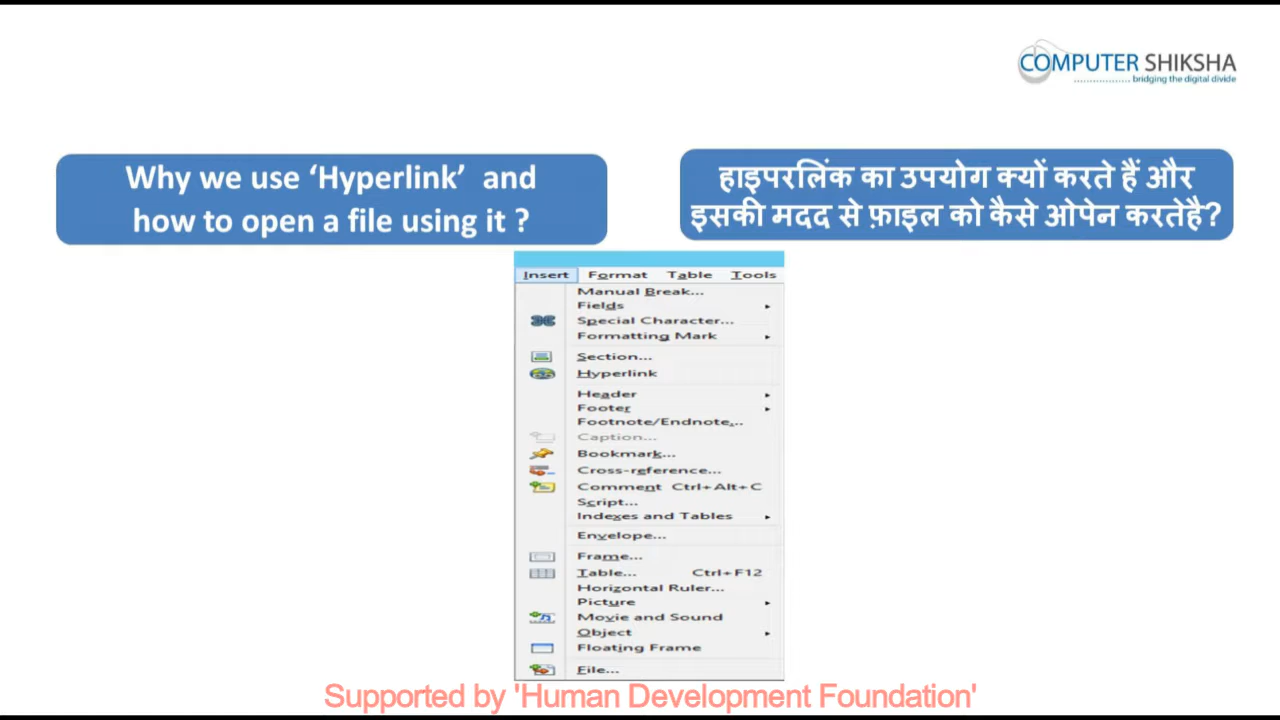 COMPUTER SHIKSHA
bridging the digital divide
Why we use ‘Hyperlink’ and
how to open a file using it ?
हाइपरलिंक का उपयोग क्यों करते हैं और
इसकी मदद से फ़ाइल को कैसे ओपेन करतेहै?
Insert Format Table Tools
Manual Break...
Fields
Special Character...
Formatting Mark
Section...
Hyperlink
Header
Footer
Footnote/Endnote...
Caption...
Bookmark...
Cross-reference...
Comment Ctrl+Alt+C
Script...
Indexes and Tables
Envelope...
Frame...
Table... Ctrl+F12
Horizontal Ruler...
Picture
Movie and Sound
Object
Floating Frame
File...
Supported by 'Human Development Foundation'